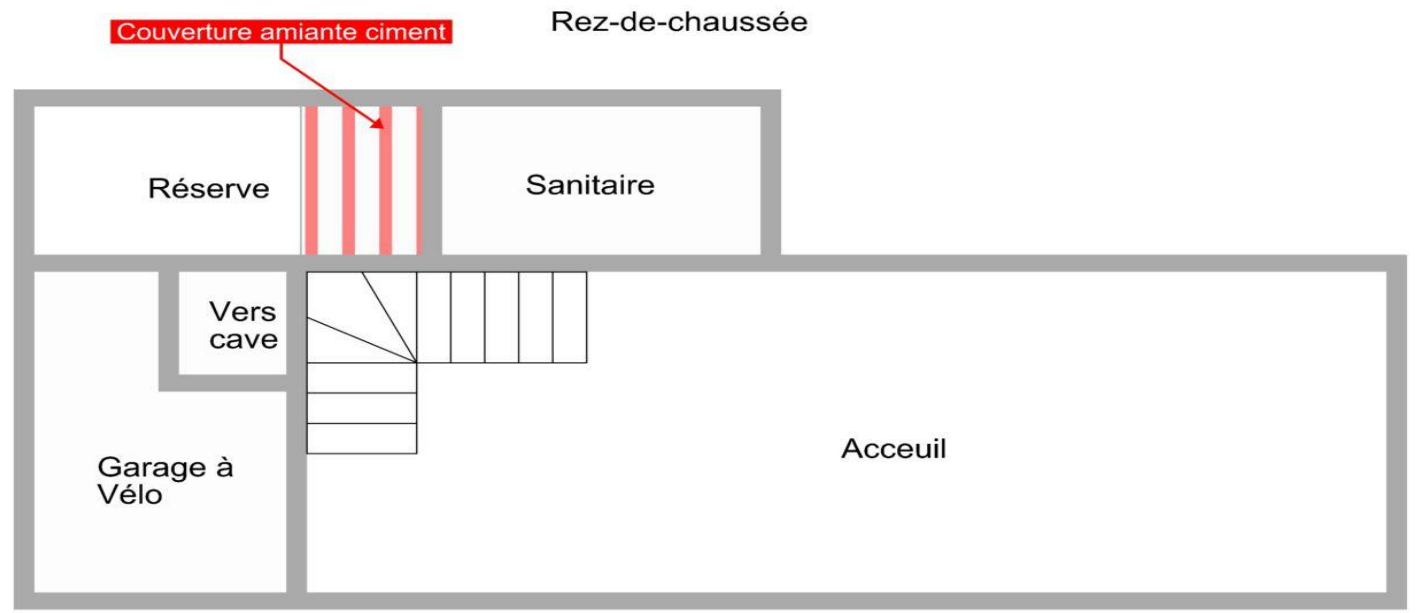 Rez-de-chaussée
Couverture amiante ciment
Réserve
Sanitaire
Vers
cave
Acceuil
Garage à
Vélo